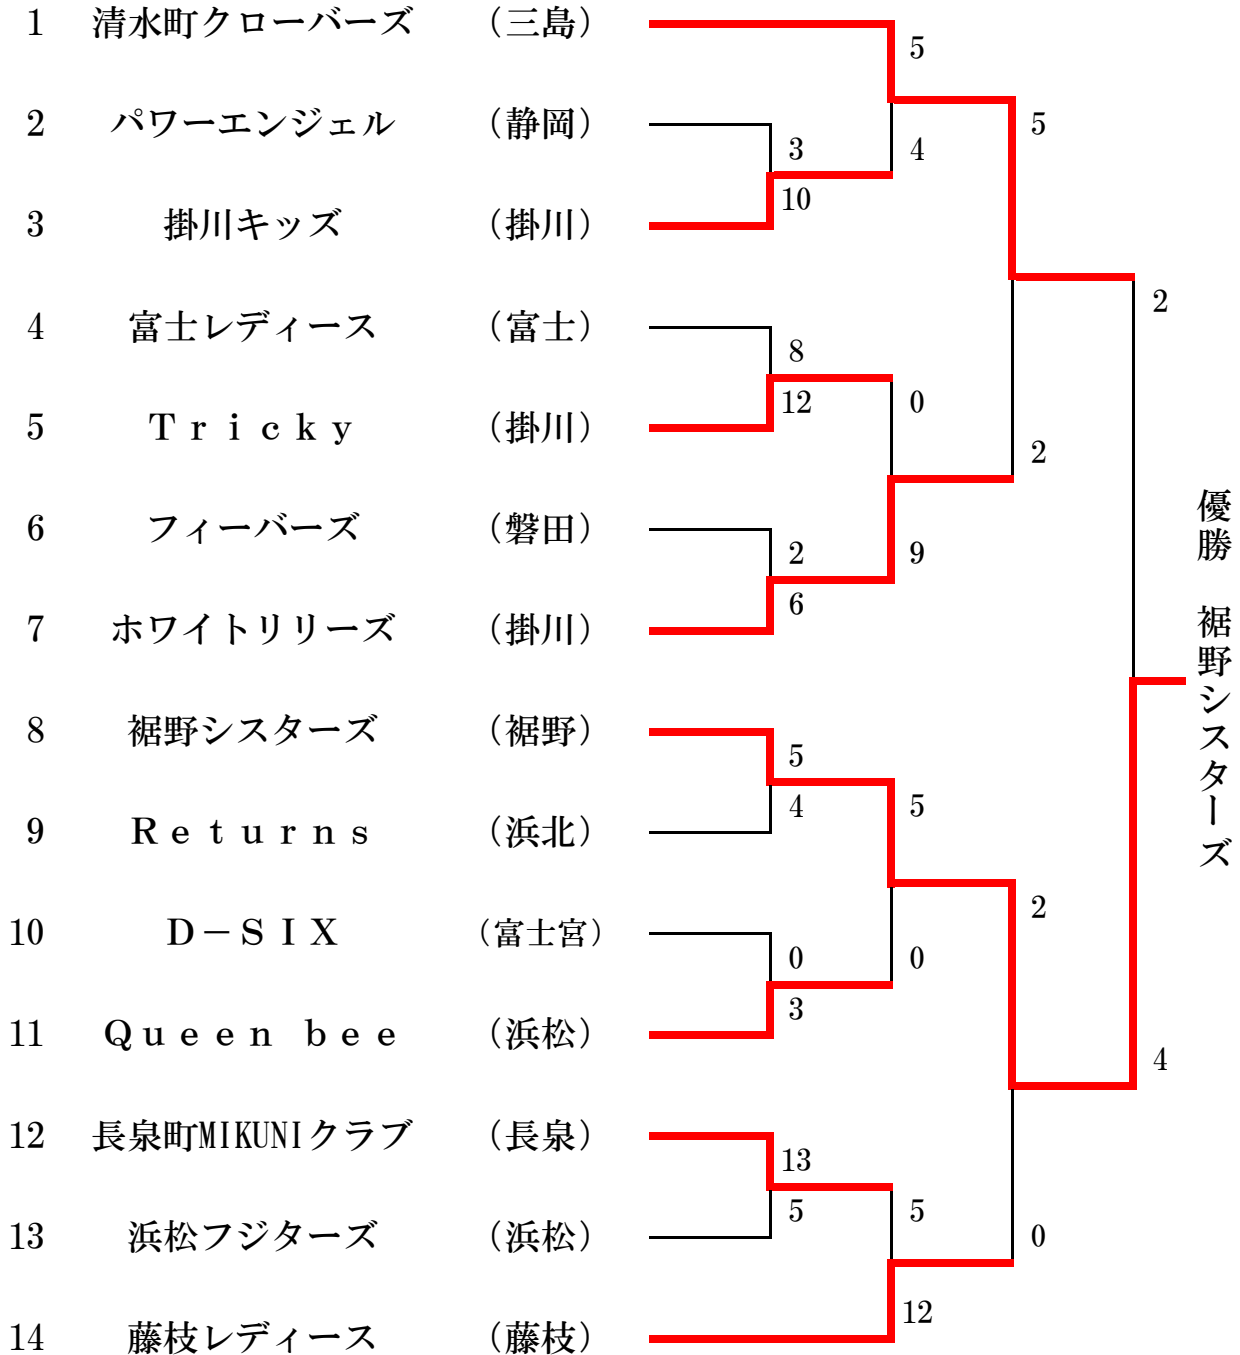 1 清水町クローバーズ （三島）
5
2 パワーエンジェル （静岡）
3
4
5
10
3 掛川キッズ （掛川）
2
4 富士レディース （富士）
8
12
0
5 Ｔｒｉｃｋｙ （掛川）
2
6 フィーバーズ （磐田）
2
9
6
7 ホワイトリリーズ （掛川）
優勝　裾野シスターズ
8 裾野シスターズ （裾野）
5
4
5
9 Ｒｅｔｕｒｎｓ （浜北）
2
10 Ｄ－ＳＩＸ （富士宮）
0
0
3
11 Ｑｕｅｅｎ　ｂｅｅ （浜松）
4
12 長泉町MIKUNIクラブ （長泉）
13
5
5
13 浜松フジターズ （浜松）
0
12
14 藤枝レディース （藤枝）